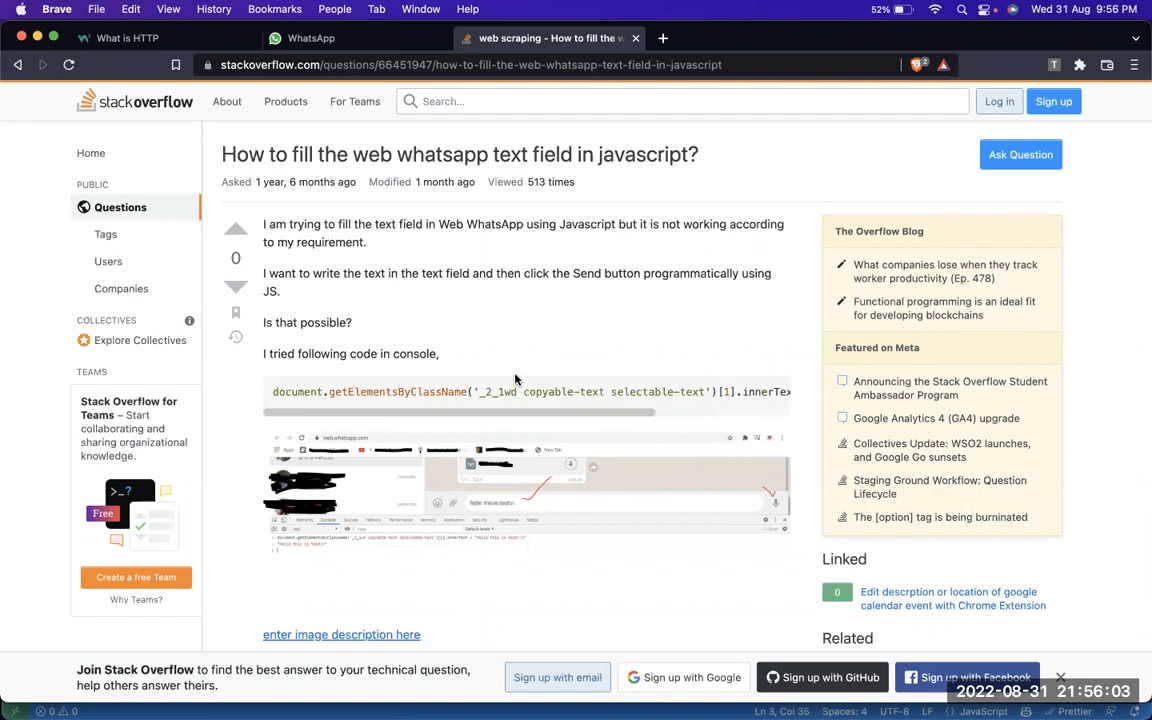 Brave File Edit View History Bookmarks People Tab Window Help 52% Wed 31 Aug 9:56 PM
What is HTTP WhatsApp web scraping - How to fill the w
stackoverflow.com/questions/66451947/how-to-fill-the-web-whatsapp-text-field-in-javascript 2 T
stackoverflow About Products For Teams Search... Log in Sign up
Home
PUBLIC
Questions
Tags
Users
Companies
COLLECTIVES
Explore Collectives
TEAMS
Stack Overflow for
Teams – Start
collaborating and
sharing organizational
knowledge.
>_?
Free
Create a free Team
Why Teams?
How to fill the web whatsapp text field in javascript?
Ask Question
Asked 1 year, 6 months ago Modified 1 month ago Viewed 513 times
0
I am trying to fill the text field in Web WhatsApp using Javascript but it is not working according
to my requirement.
I want to write the text in the text field and then click the Send button programmatically using
JS.
Is that possible?
I tried following code in console,
document.getElementsByClassName('_2_1wd copyable-text selectable-text')[1].innerTex
web.whatsapp.com
Apps New Tab
enter image description here
The Overflow Blog
What companies lose when they track
worker productivity (Ep. 478)
Functional programming is an ideal fit
for developing blockchains
Featured on Meta
Announcing the Stack Overflow Student
Ambassador Program
Google Analytics 4 (GA4) upgrade
Collectives Update: WSO2 launches,
and Google Go sunsets
Staging Ground Workflow: Question
Lifecycle
The [option] tag is being burninated
Linked
0 Edit descrption or location of google
calendar event with Chrome Extension
Related
Join Stack Overflow to find the best answer to your technical question,
help others answer theirs.
Sign up with email Sign up with Google Sign up with GitHub Sign up with Facebook
2022-08-31 21:56:03
0 0 Ln 3, Col 35 Spaces: 4 UTF-8 LF JavaScript Prettier